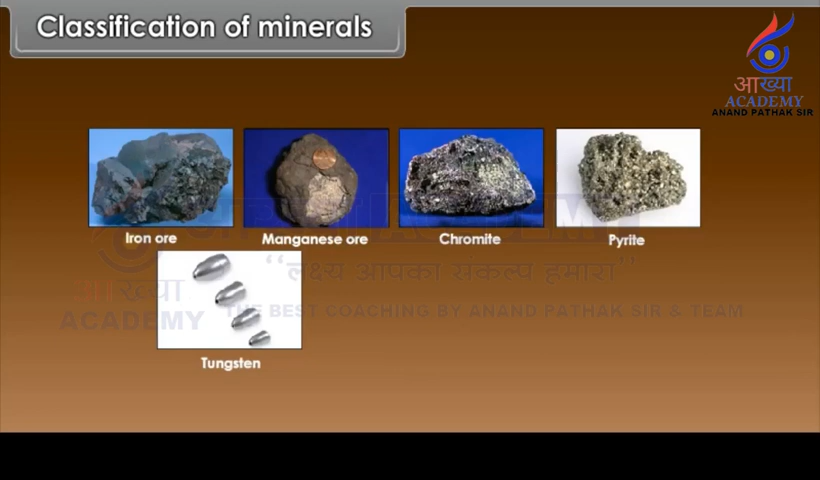 Classification of minerals
आख्या
ACADEMY
ANAND PATHAK SIR
Iron ore
Manganese ore
Chromite
Pyrite
ACADEMY
“लक्ष्य आपका संकल्प हमारा”
आख्या
ACADEMY
THE BEST COACHING BY ANAND PATHAK SIR & TEAM
Tungsten